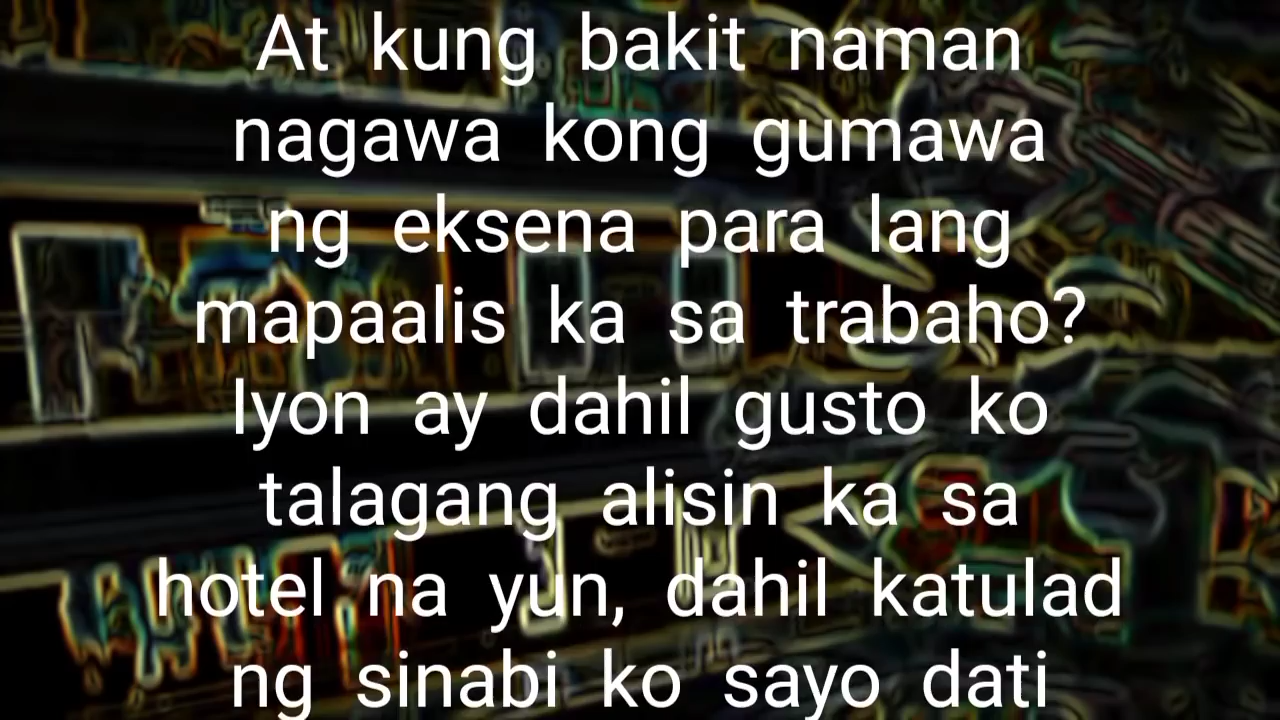 At kung bakit naman
nagawa kong gumawa
ng eksena para lang
mapaalis ka sa trabaho?
Iyon ay dahil gusto ko
talagang alisin ka sa
hotel na yun, dahil katulad
ng sinabi ko sayo dati